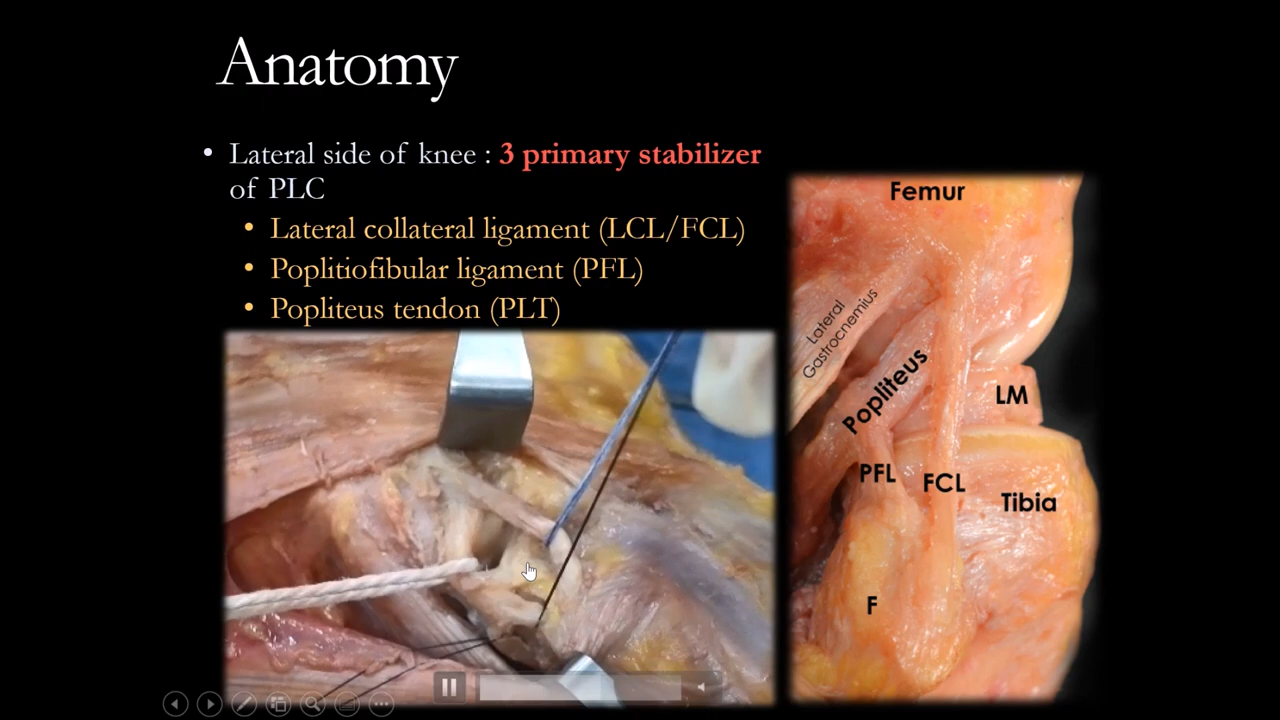 Anatomy
• Lateral side of knee : 3 primary stabilizer
of PLC
• Lateral collateral ligament (LCL/FCL)
• Poplitiofibular ligament (PFL)
• Popliteus tendon (PLT)
Femur
Lateral
Gastrocnemius
Popliteus
LM
PFL
FCL
Tibia
F